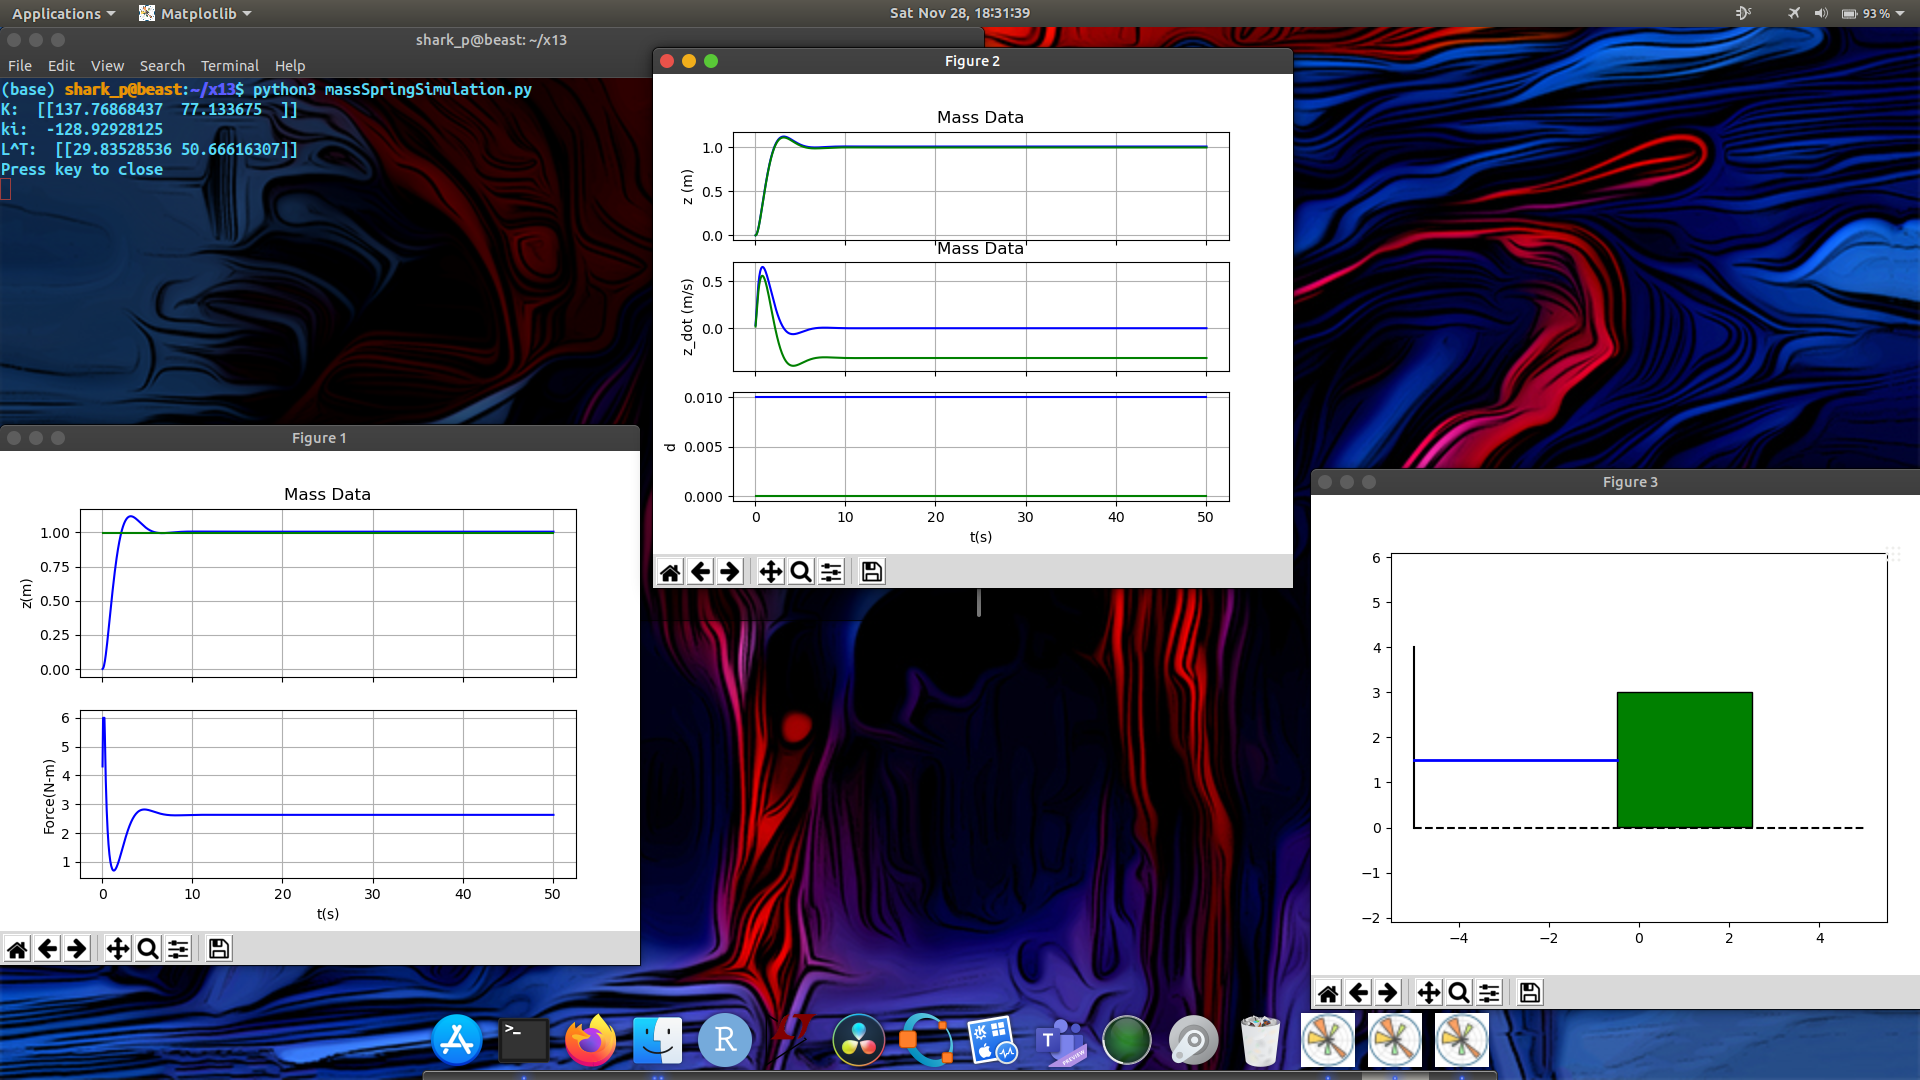 Applications
Matplotlib
Sat Nov 28, 18:31:39
93 %
shark_p@beast: ~/x13
File Edit View Search Terminal Help
(base) shark_p@beast:~/x13$ python3 massSpringSimulation.py
K:  [[137.76868437  77.133675  ]]
ki:  -128.92928125
L^T:  [[29.83528536 50.66616307]]
Press key to close
Figure 2
Mass Data
z (m)
1.0
0.5
0.0
Mass Data
z_dot (m/s)
0.5
0.0
d
0.010
0.005
0.000
0 10 20 30 40 50
t(s)
Figure 1
Mass Data
z(m)
1.00
0.75
0.50
0.25
0.00
Force(N-m)
6
5
4
3
2
1
0 10 20 30 40 50
t(s)
Figure 3
6
5
4
3
2
1
0
−1
−2
−4 −2 0 2 4
>_
R
LT
T
PREVIEW